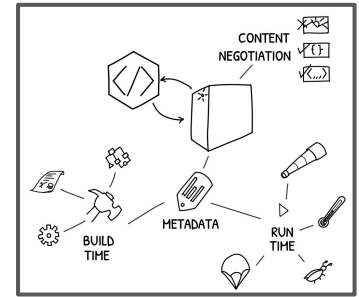 CONTENT
NEGOTIATION
{}
</>
<,,,>
METADATA
BUILD
TIME
RUN
TIME